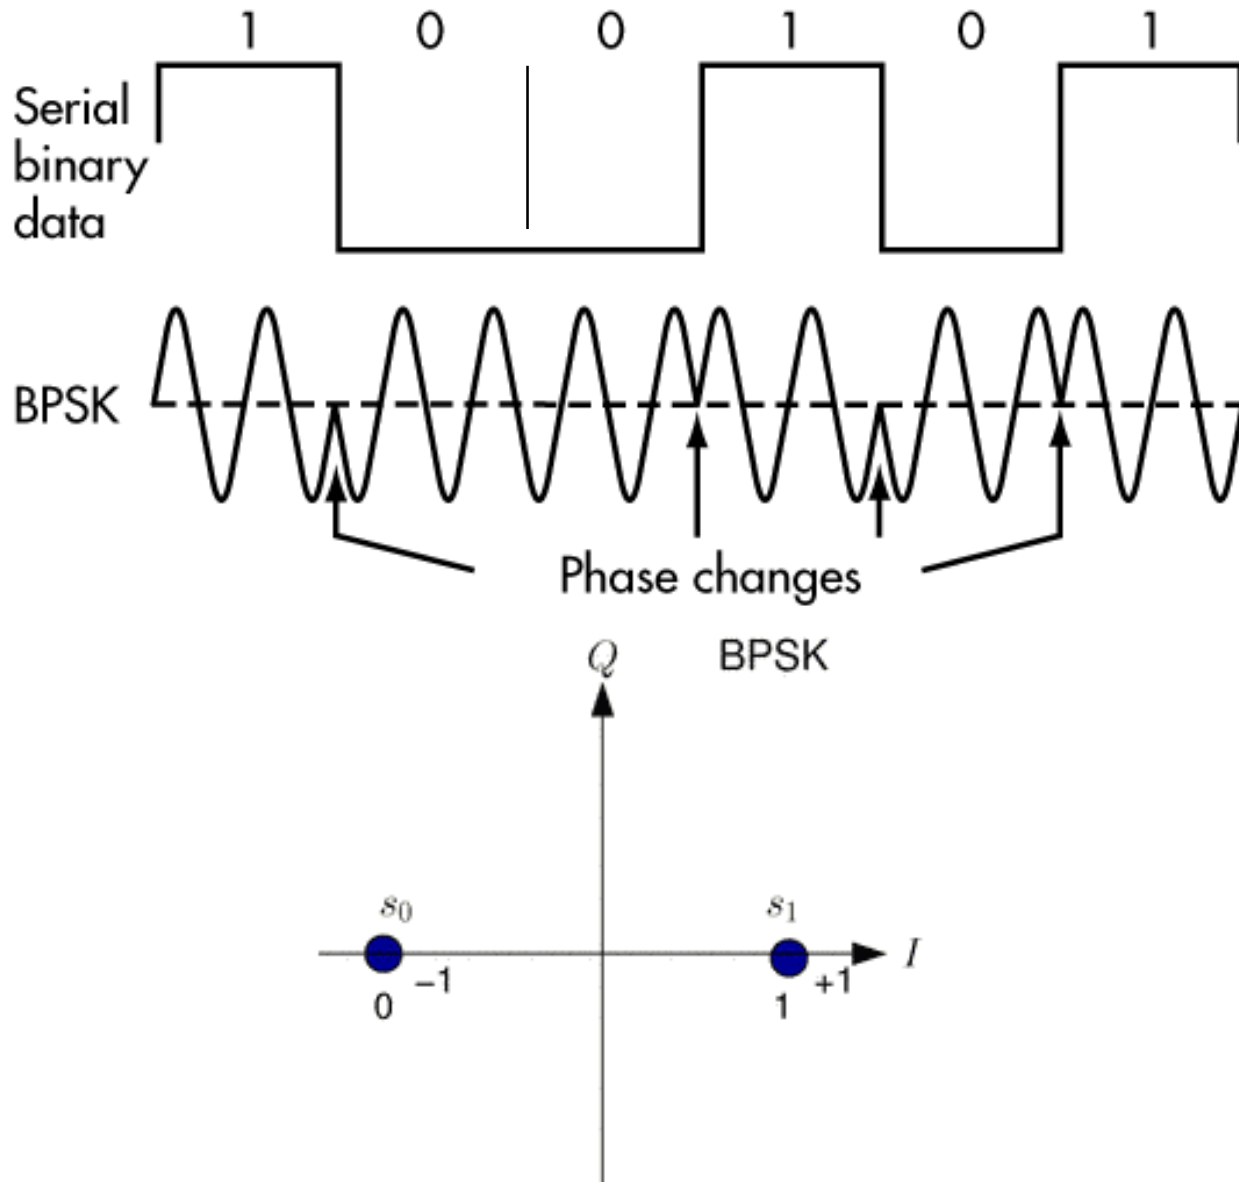 1 0 0 1 0 1
Serial
binary
data
BPSK
Phase changes
Q BPSK
s₀ s₁
I
−1 +1
0 1